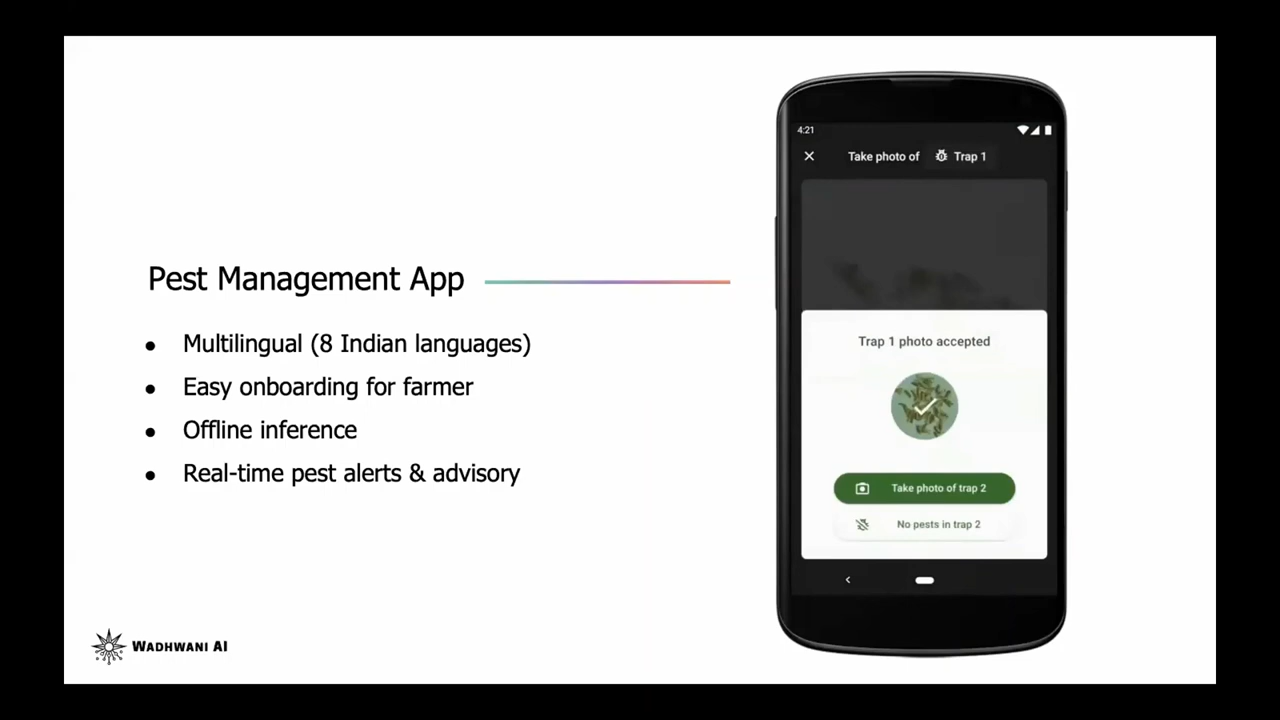 Pest Management App
• Multilingual (8 Indian languages)
• Easy onboarding for farmer
• Offline inference
• Real-time pest alerts & advisory
WADHWANI AI
4:21
Take photo of Trap 1
Trap 1 photo accepted
Take photo of trap 2
No pests in trap 2